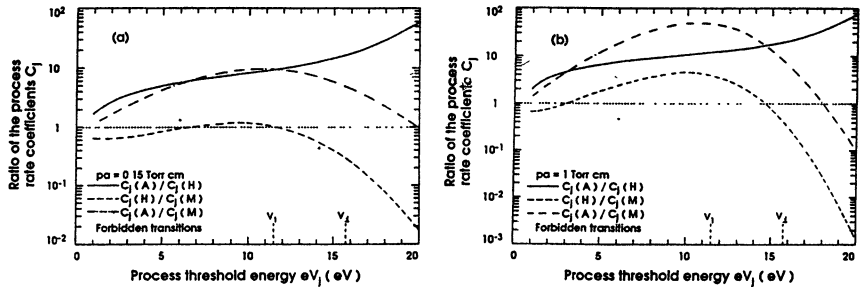 (a)
Ratio of the process
rate coefficients Cj
10²
10
1
10⁻¹
10⁻²
pa = 0 15 Torr cm
Cj(A)/Cj(H)
Cj(H)/Cj(M)
Cj(A)/Cj(M)
Forbidden transitions
V₁
0
5
10
15
20
Process threshold energy eVj (eV)
(b)
Ratio of the process
rate coefficients Cj
10²
10
1
10⁻¹
10⁻²
10⁻³
pa = 1 Torr cm
Cj(A)/Cj(H)
Cj(H)/Cj(M)
Cj(A)/Cj(M)
Forbidden transitions
V₁
0
5
10
15
20
Process threshold energy eVj (eV)